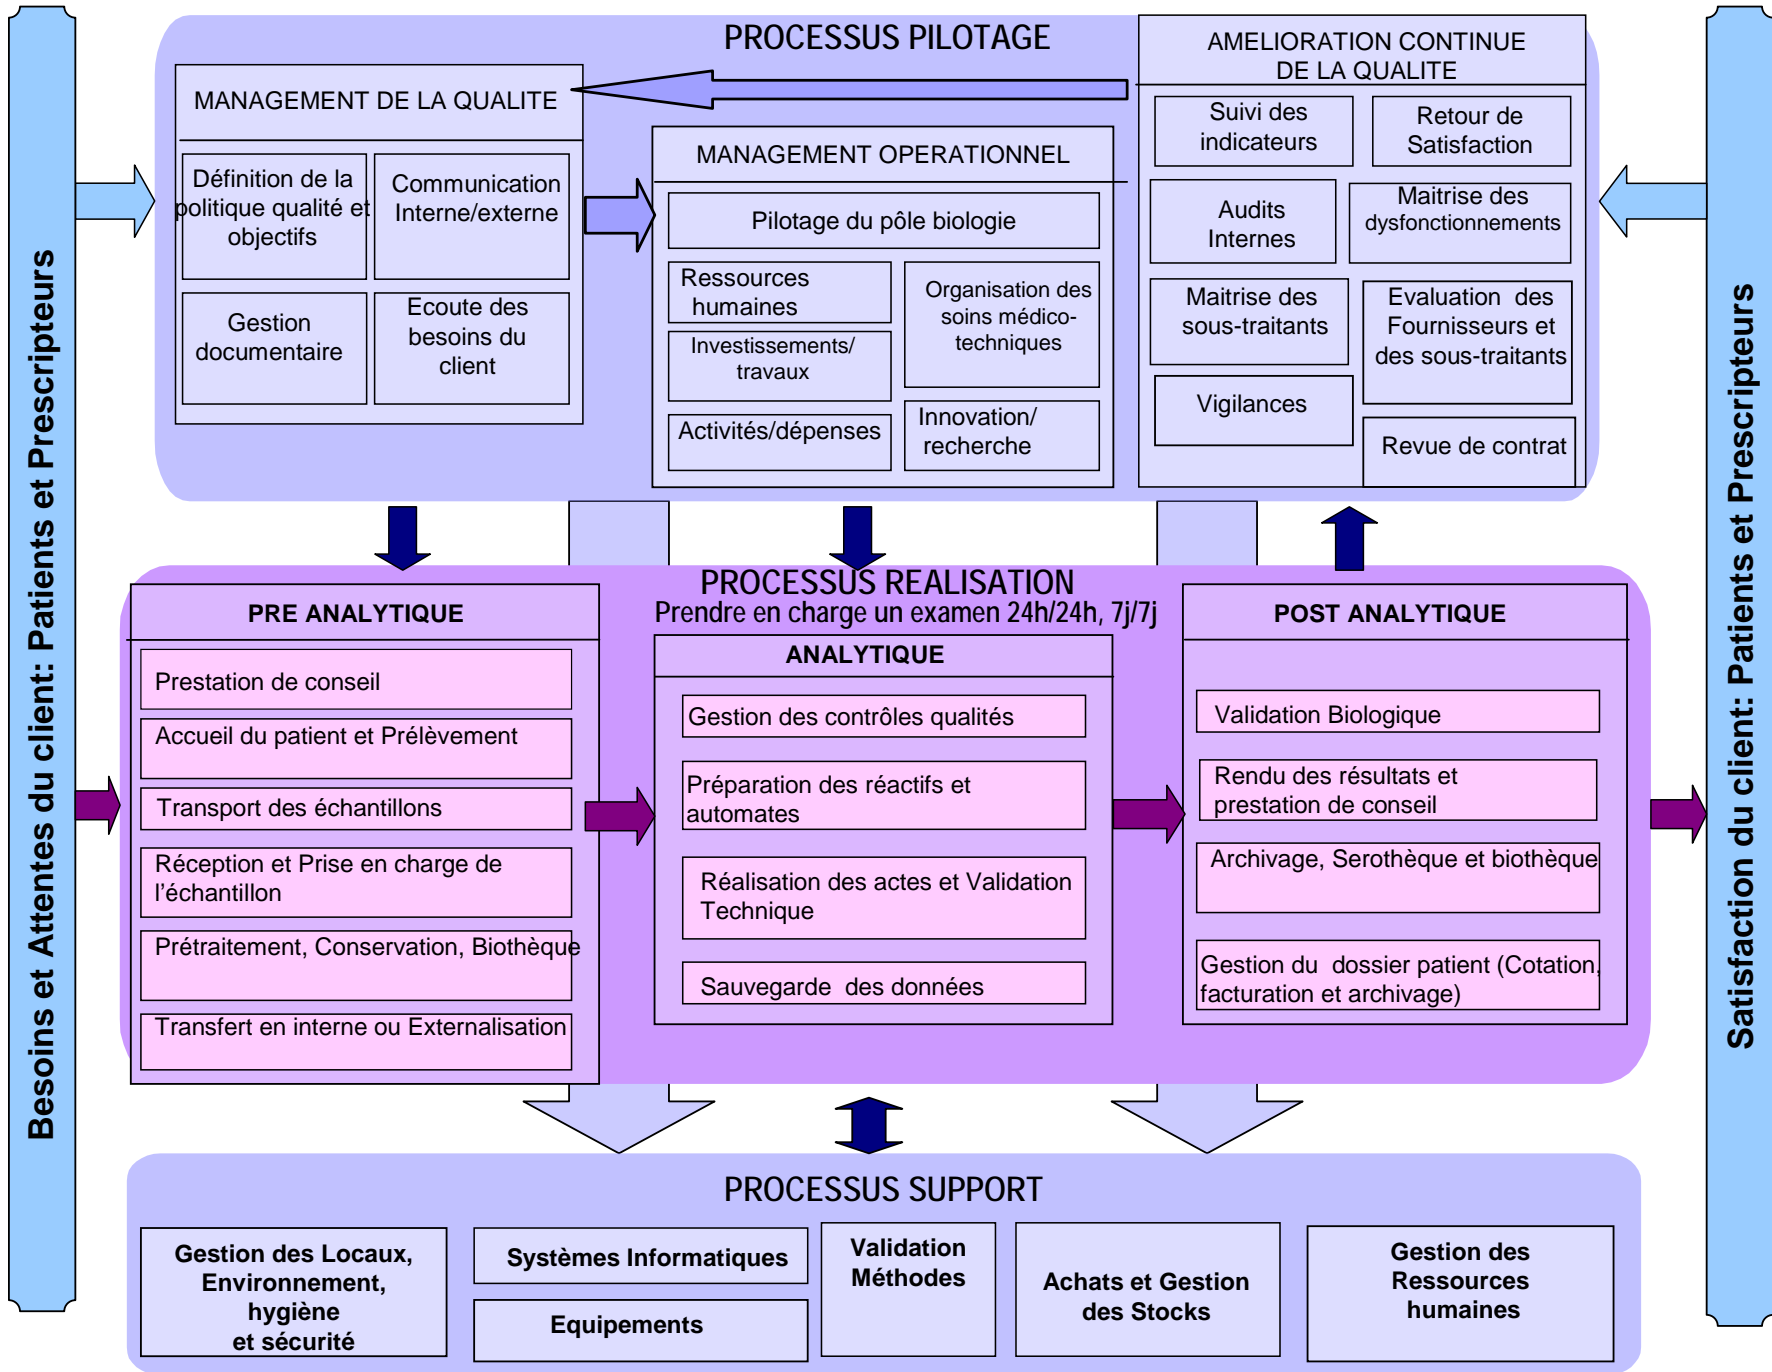 Besoins et Attentes du client: Patients et Prescripteurs
PROCESSUS PILOTAGE
MANAGEMENT DE LA QUALITE
Définition de la
politique qualité et
objectifs
Communication
Interne/externe
Gestion
documentaire
Ecoute des
besoins du
client
MANAGEMENT OPERATIONNEL
Pilotage du pôle biologie
Ressources
humaines
Organisation des
soins médico-
techniques
Investissements/
travaux
Activités/dépenses
Innovation/
recherche
AMELIORATION CONTINUE
DE LA QUALITE
Suivi des
indicateurs
Retour de
Satisfaction
Audits
Internes
Maitrise des
dysfonctionnements
Maitrise des
sous-traitants
Evaluation  des
Fournisseurs et
des sous-traitants
Vigilances
Revue de contrat
PROCESSUS REALISATION
Prendre en charge un examen 24h/24h, 7j/7j
PRE ANALYTIQUE
Prestation de conseil
Accueil du patient et Prélèvement
Transport des échantillons
Réception et Prise en charge de
l'échantillon
Prétraitement, Conservation, Biothèque
Transfert en interne ou Externalisation
ANALYTIQUE
Gestion des contrôles qualités
Préparation des réactifs et
automates
Réalisation des actes et Validation
Technique
Sauvegarde  des données
POST ANALYTIQUE
Validation Biologique
Rendu des résultats et
prestation de conseil
Archivage, Serothèque et biothèque
Gestion du  dossier patient (Cotation,
facturation et archivage)
PROCESSUS SUPPORT
Gestion des Locaux,
Environnement,
hygiène
et sécurité
Systèmes Informatiques
Equipements
Validation
Méthodes
Achats et Gestion
des Stocks
Gestion des
Ressources
humaines
Satisfaction du client: Patients et Prescripteurs